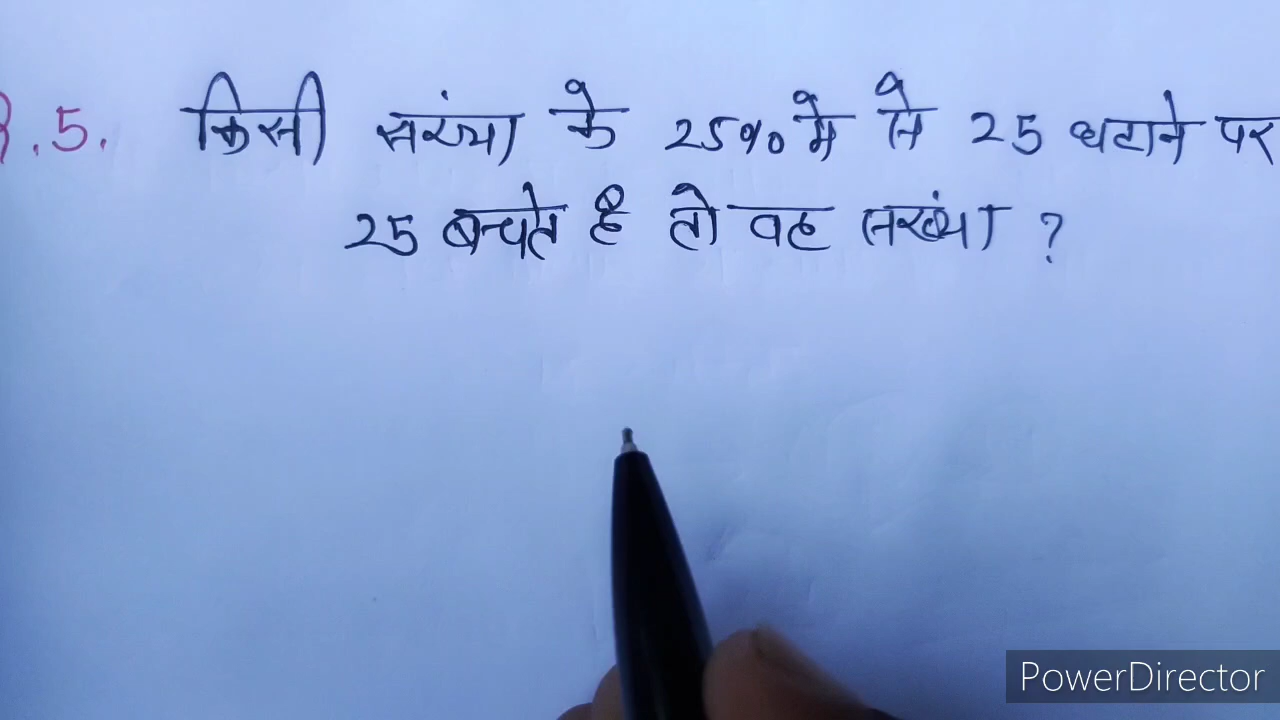 .5. किसी संख्या के 25% मे से 25 घटाने पर
25 बचते है तो वह संख्या ?
PowerDirector